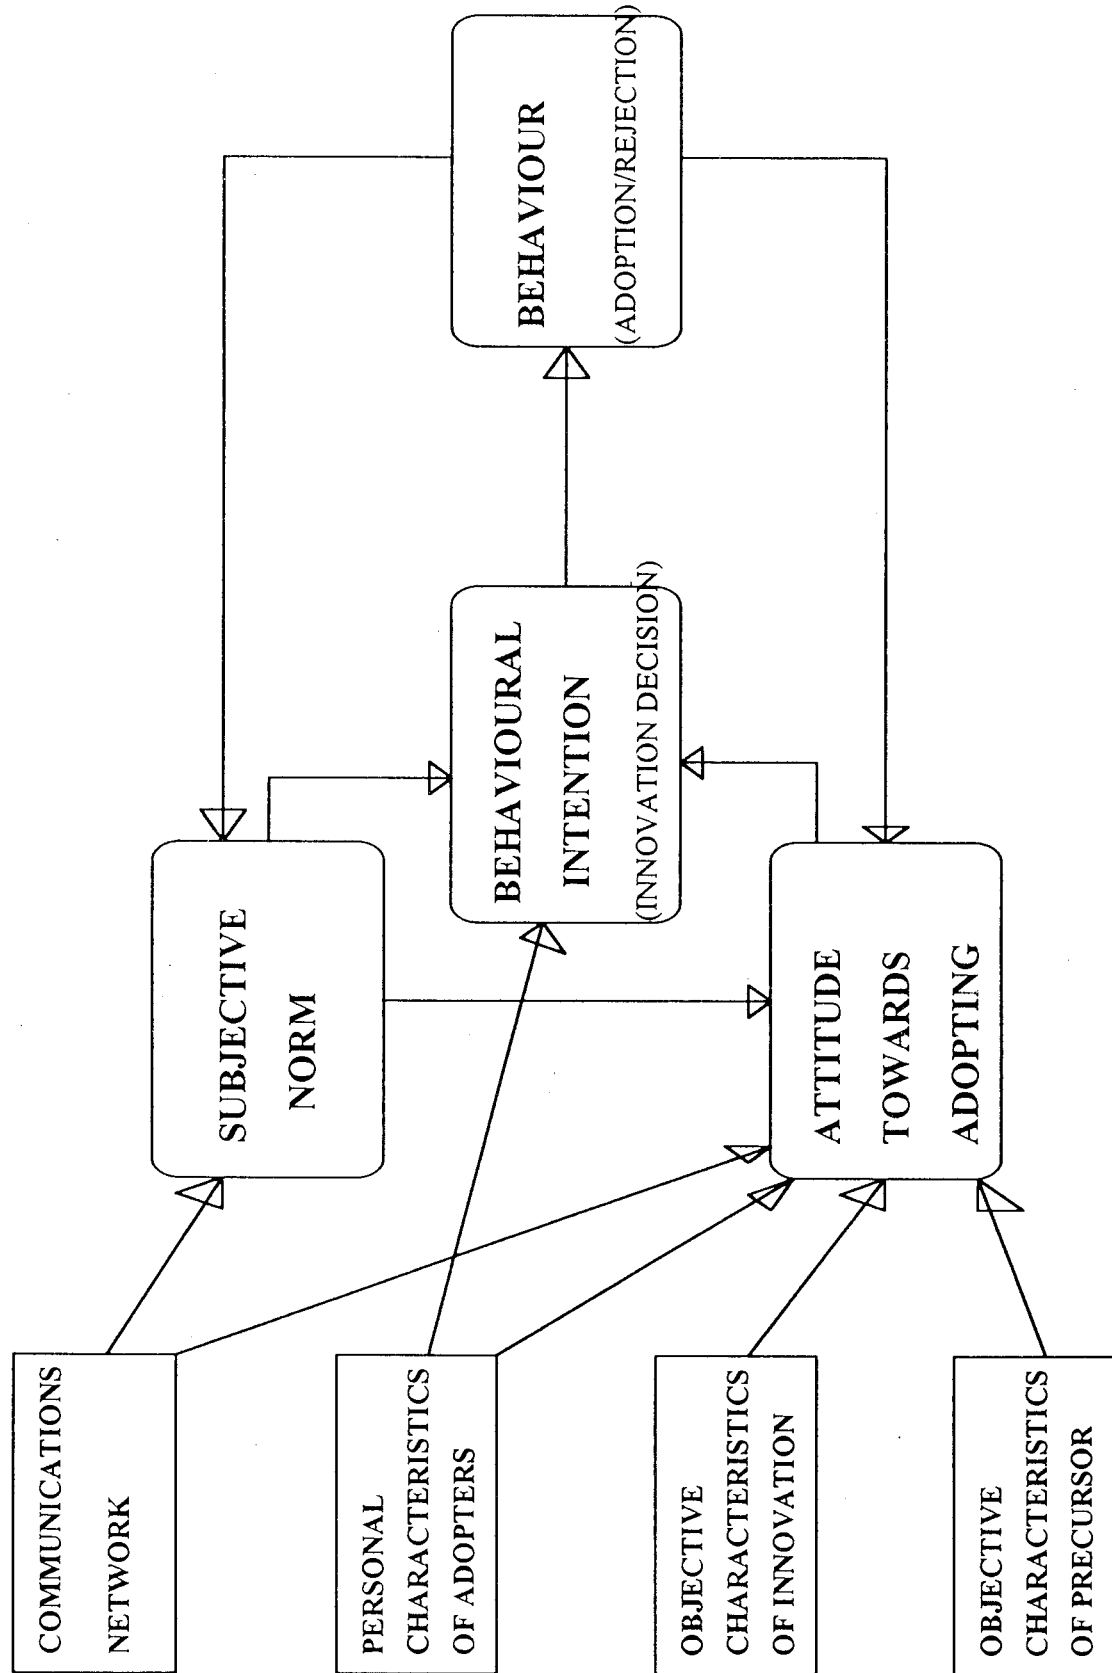 COMMUNICATIONS
NETWORK
PERSONAL
CHARACTERISTICS
OF ADOPTERS
OBJECTIVE
CHARACTERISTICS
OF INNOVATION
OBJECTIVE
CHARACTERISTICS
OF PRECURSOR
SUBJECTIVE
NORM
ATTITUDE
TOWARDS
ADOPTING
BEHAVIOURAL
INTENTION
(INNOVATION DECISION)
BEHAVIOUR
(ADOPTION/REJECTION)